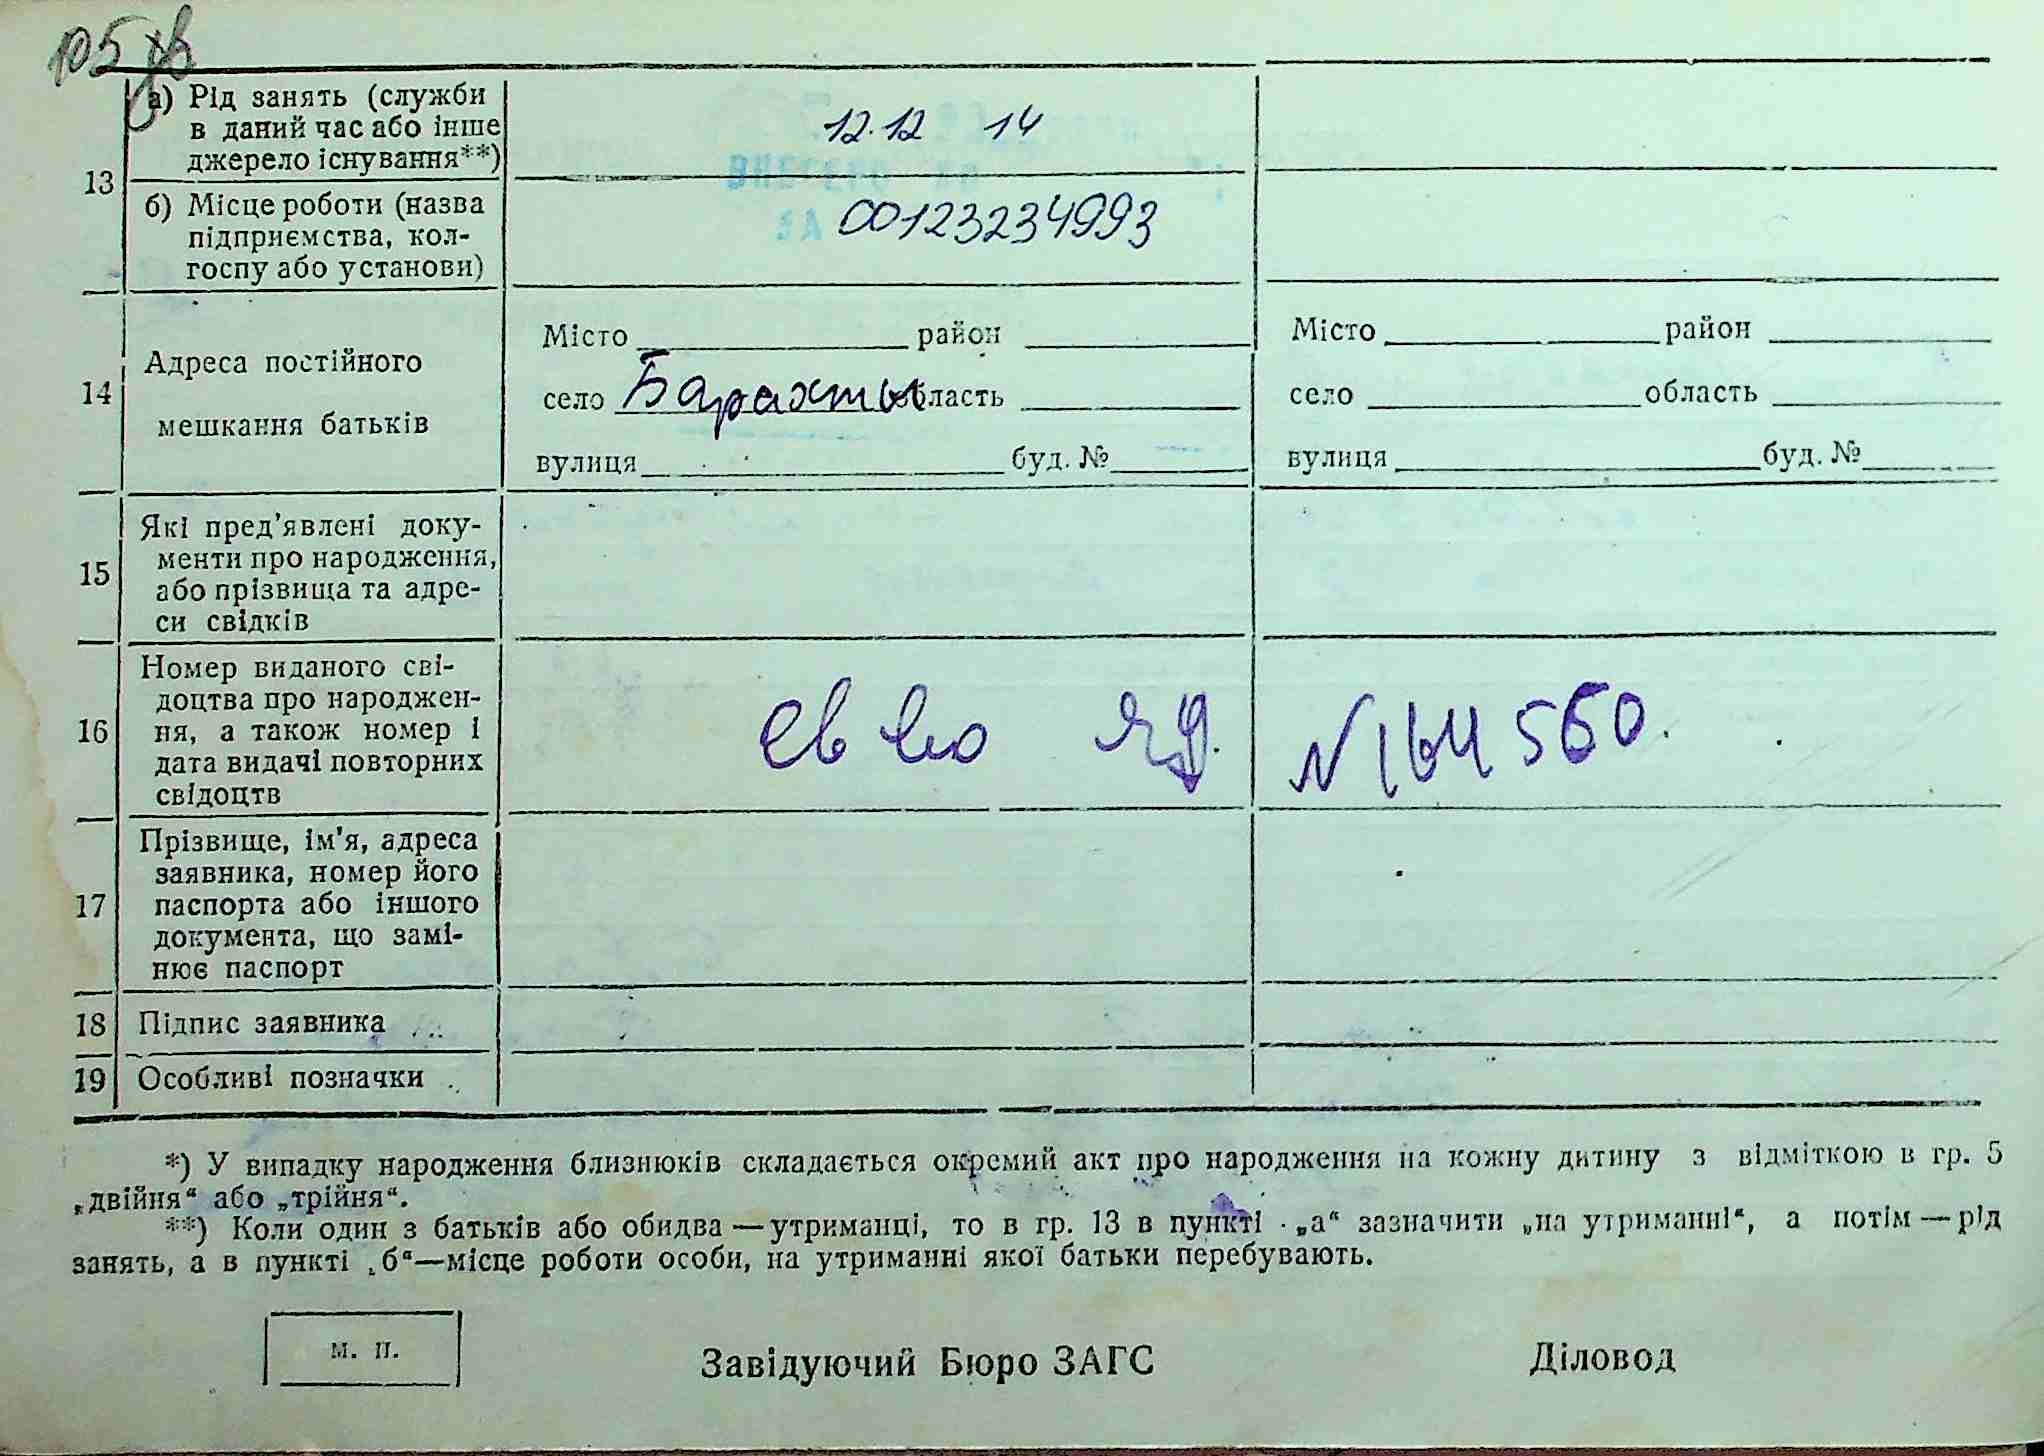 105 зв
13
а) Рід занять (служби
в даний час або інше
джерело існування**)
12.12 14
б) Місце роботи (назва
підприємства, кол-
госпу або установи)
ВНЕСЕНО ДО
ЗА
00123234993
14
Адреса постійного
мешкання батьків
Місто район
село Барахты область
вулиця буд. №
Місто район
село область
вулиця буд. №
15
Які пред’явлені доку-
менти про народження,
або прізвища та адре-
си свідків
16
Номер виданого сві-
доцтва про народжен-
ня, а також номер і
дата видачі повторних
свідоцтв
№164560.
17
Прізвище, ім'я, адреса
заявника, номер його
паспорта або іншого
документа, що замі-
нює паспорт
18 Підпис заявника
19 Особливі позначки
*) У випадку народження близнюків складається окремий акт про народження на кожну дитину з відміткою в гр. 5
„двійня“ або „трійня“.
**) Коли один з батьків або обидва — утриманці, то в гр. 13 в пункті „а“ зазначити „на утриманні“, а потім — рід
занять, а в пункті „б“—місце роботи особи, на утриманні якої батьки перебувають.
м. п.
Завідуючий Бюро ЗАГС
Діловод